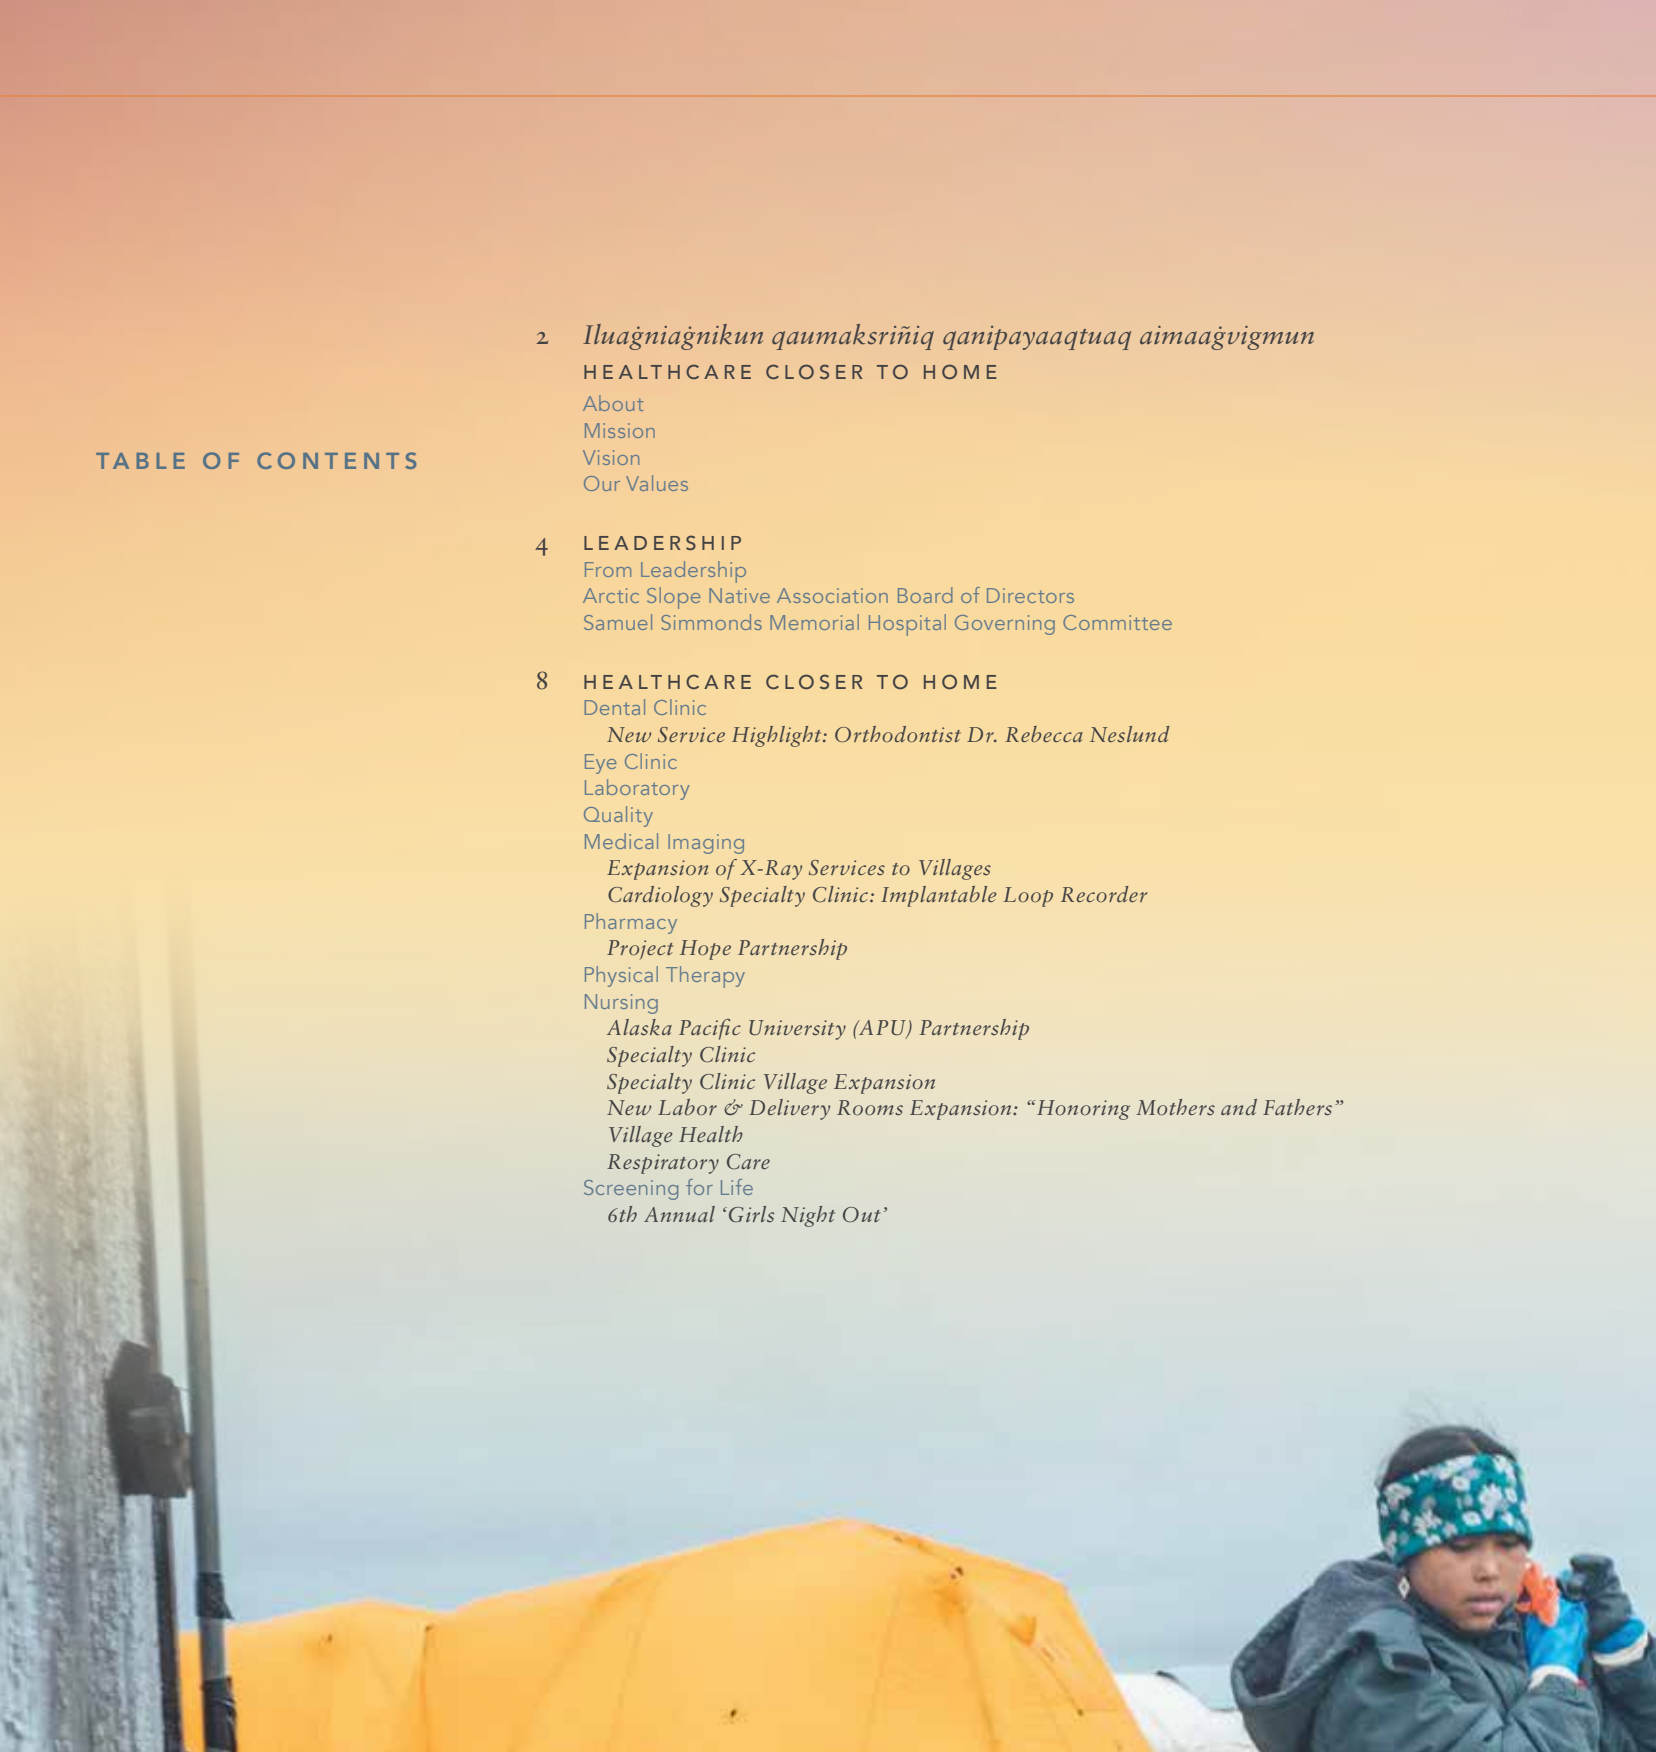 TABLE OF CONTENTS
2 Iluaġniaġnikun qaumaksriñiq qanipayaaqtuaq aimaaġvigmun
HEALTHCARE CLOSER TO HOME
About
Mission
Vision
Our Values
4 LEADERSHIP
From Leadership
Arctic Slope Native Association Board of Directors
Samuel Simmonds Memorial Hospital Governing Committee
8 HEALTHCARE CLOSER TO HOME
Dental Clinic
New Service Highlight: Orthodontist Dr. Rebecca Neslund
Eye Clinic
Laboratory
Quality
Medical Imaging
Expansion of X-Ray Services to Villages
Cardiology Specialty Clinic: Implantable Loop Recorder
Pharmacy
Project Hope Partnership
Physical Therapy
Nursing
Alaska Pacific University (APU) Partnership
Specialty Clinic
Specialty Clinic Village Expansion
New Labor & Delivery Rooms Expansion: “Honoring Mothers and Fathers”
Village Health
Respiratory Care
Screening for Life
6th Annual ‘Girls Night Out’